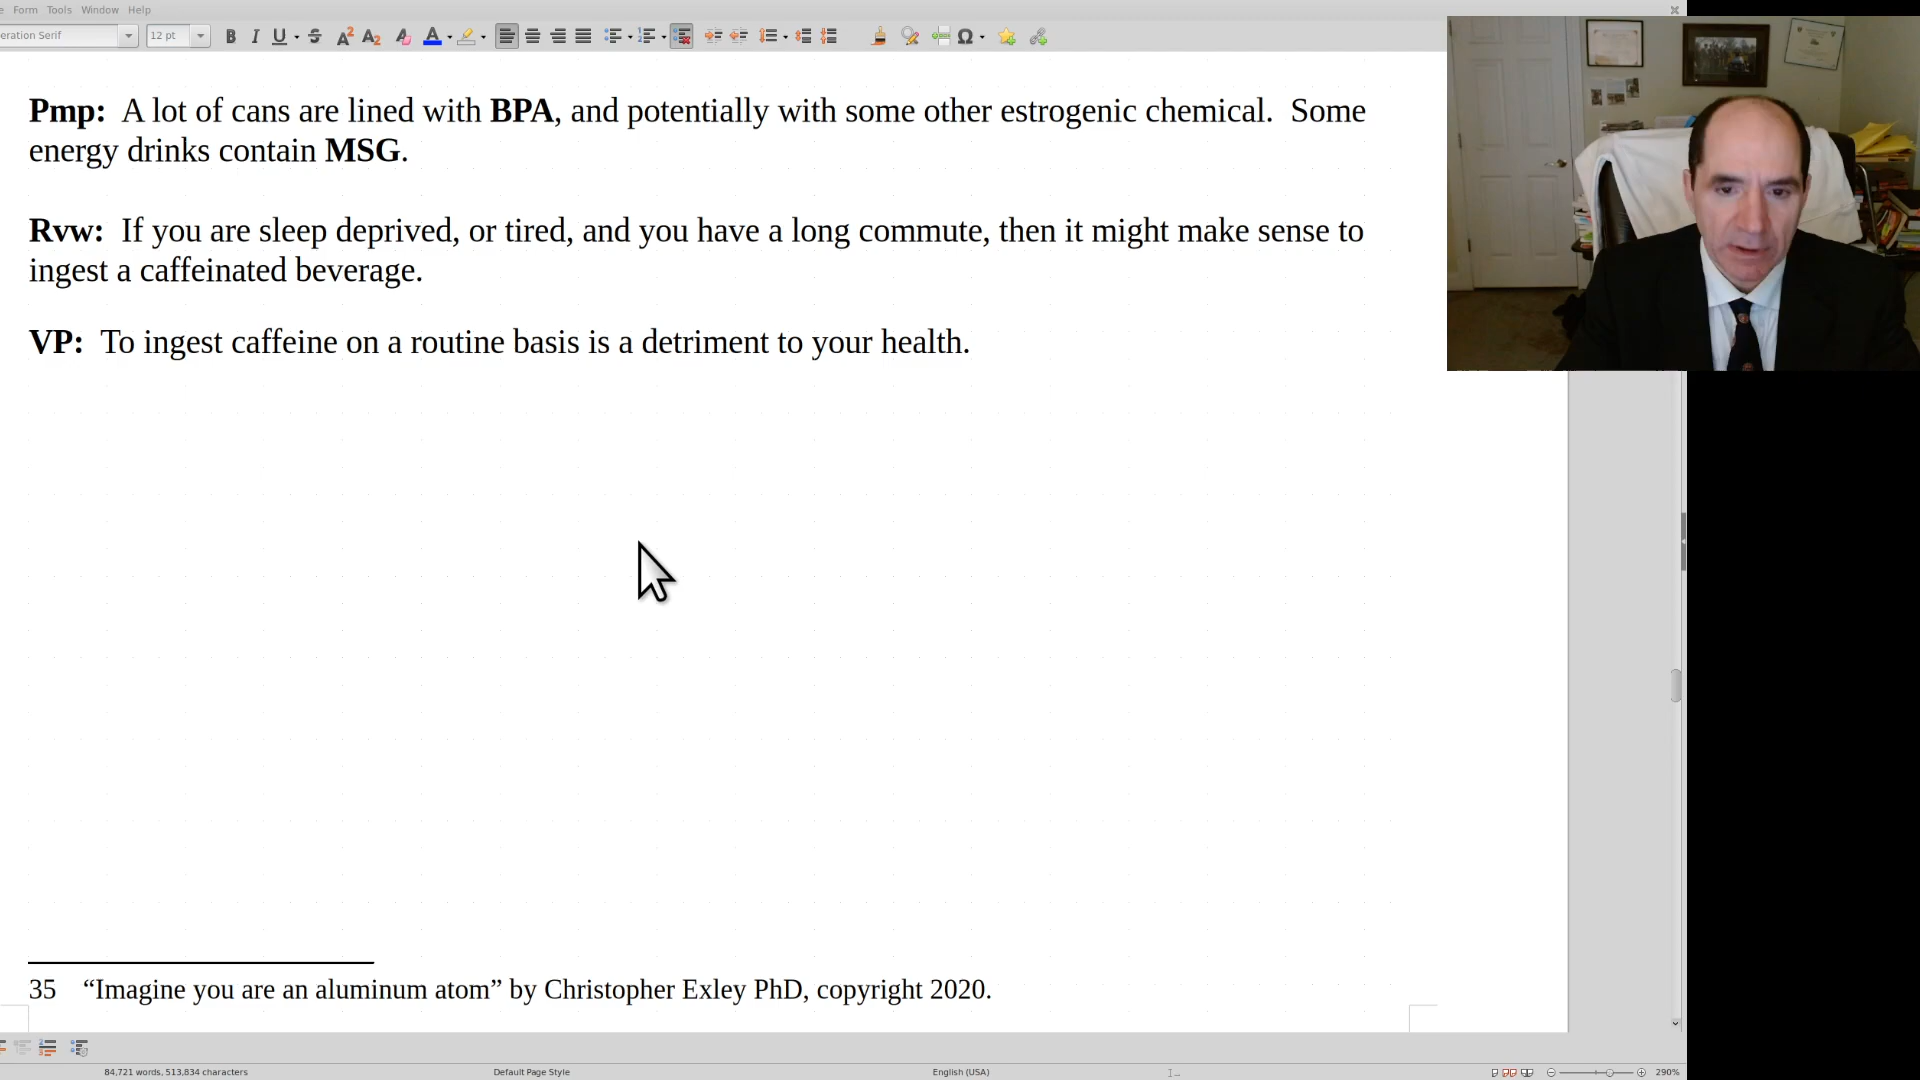 Form Tools Window Help
eration Serif 12 pt
Pmp: A lot of cans are lined with BPA, and potentially with some other estrogenic chemical. Some
energy drinks contain MSG.
Rvw: If you are sleep deprived, or tired, and you have a long commute, then it might make sense to
ingest a caffeinated beverage.
VP: To ingest caffeine on a routine basis is a detriment to your health.
35 “Imagine you are an aluminum atom” by Christopher Exley PhD, copyright 2020.
84,721 words, 513,834 characters Default Page Style English (USA) 290%